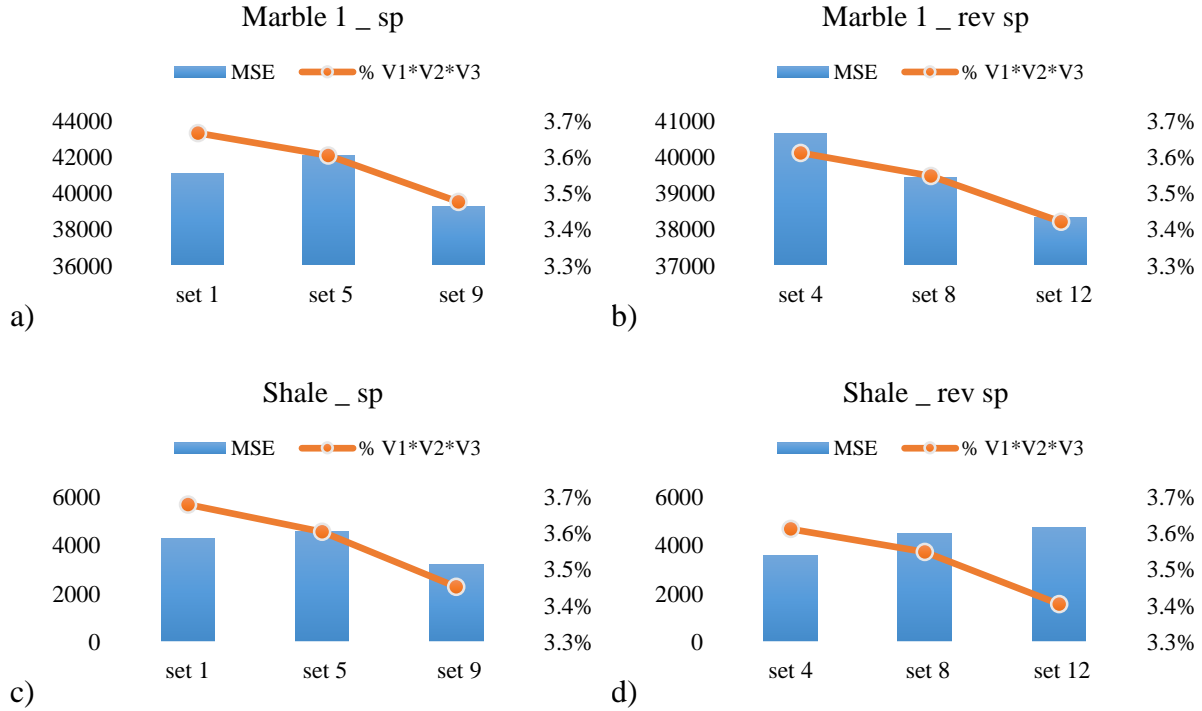 Marble 1 _ sp
MSE % V1*V2*V3
44000
42000
40000
38000
36000
3.7%
3.6%
3.5%
3.4%
3.3%
set 1 set 5 set 9
a)
Marble 1 _ rev sp
MSE % V1*V2*V3
41000
40000
39000
38000
37000
3.7%
3.6%
3.5%
3.4%
3.3%
set 4 set 8 set 12
b)
Shale _ sp
MSE % V1*V2*V3
6000
4000
2000
0
3.7%
3.6%
3.5%
3.4%
3.3%
set 1 set 5 set 9
c)
Shale _ rev sp
MSE % V1*V2*V3
6000
4000
2000
0
3.7%
3.6%
3.5%
3.4%
3.3%
set 4 set 8 set 12
d)